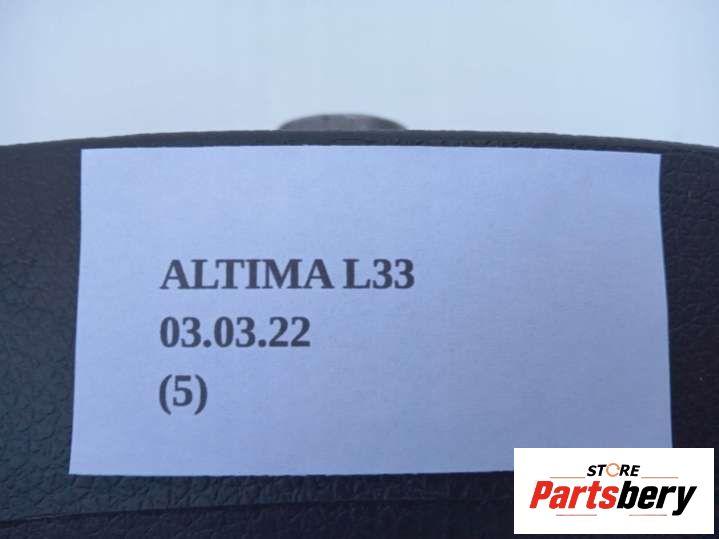 ALTIMA L33
03.03.22
(5)
STORE
Partsbery